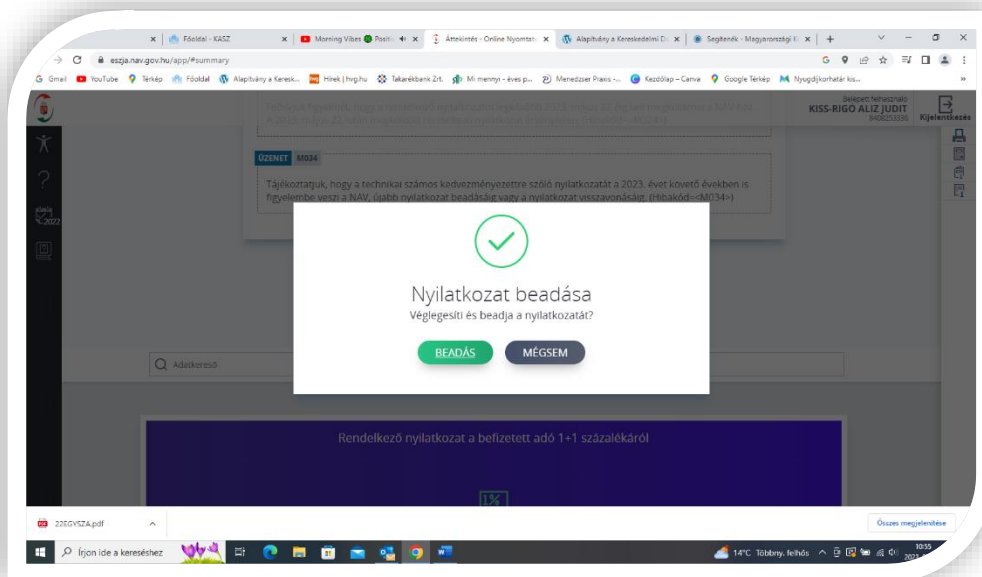 Főoldal - KASZ
Morning Vibes
Áttekintés - Online Nyomtatv
Alapítvány a Kereskedelmi D
Segítenék - Magyarországi
eszja.nav.gov.hu/app/#summary
Gmail
YouTube
Térkép
Főoldal
Alapítvány a Keresk...
Hírek | hvg.hu
Takarékbank Zrt.
Mi mennyi - éves p...
Menedzser Praxis -...
Kezdőlap – Canva
Google Térkép
Nyugdíjkorhatár kis...
Belépett felhasználó
KISS-RIGÓ ALIZ JUDIT
8408253336
Kijelentkezés
2022
ÜZENET M034
Tájékoztatjuk, hogy a technikai számos kedvezményezettre szóló nyilatkozatát a 2023. évet követő években is
figyelembe veszi a NAV, újabb nyilatkozat beadásáig vagy a nyilatkozat visszavonásáig. (Hibakód=<M034>)
Nyilatkozat beadása
Véglegesíti és beadja a nyilatkozatát?
BEADÁS
MÉGSEM
Adatkereső
Rendelkező nyilatkozat a befizetett adó 1+1 százalékáról
1%
22EGYSZA.pdf
Összes megjelenítése
Írjon ide a kereséshez
14°C Többny. felhős
10:55